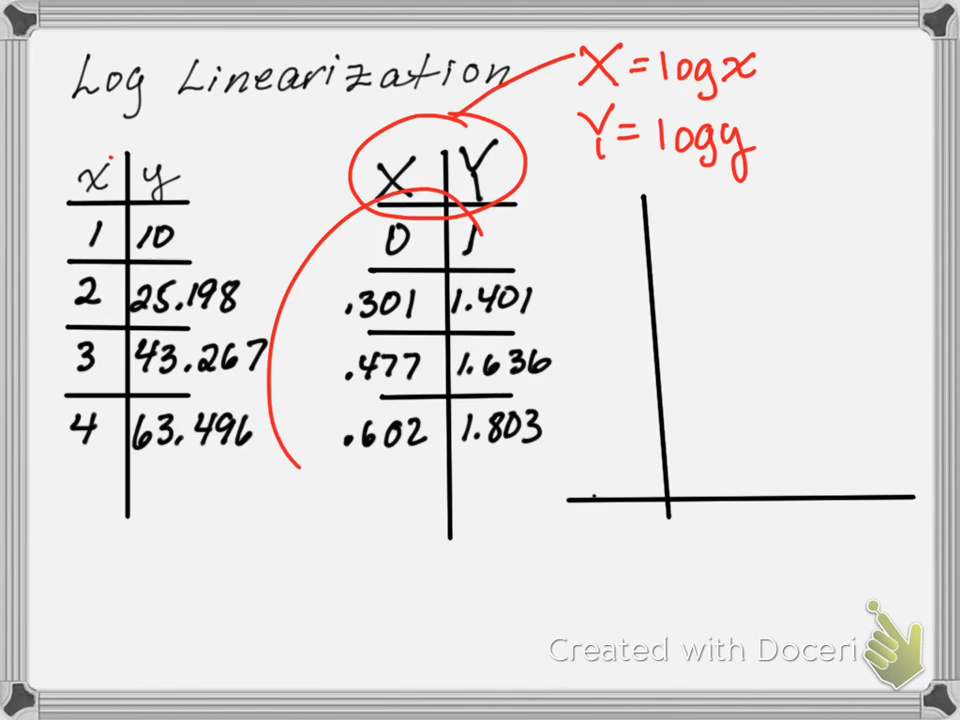 Log Linearization
X = log x
Y = log y
x y
1 10
2 25.198
3 43.267
4 63.496
X Y
0 1
.301 1.401
.477 1.636
.602 1.803
Created with Doceri